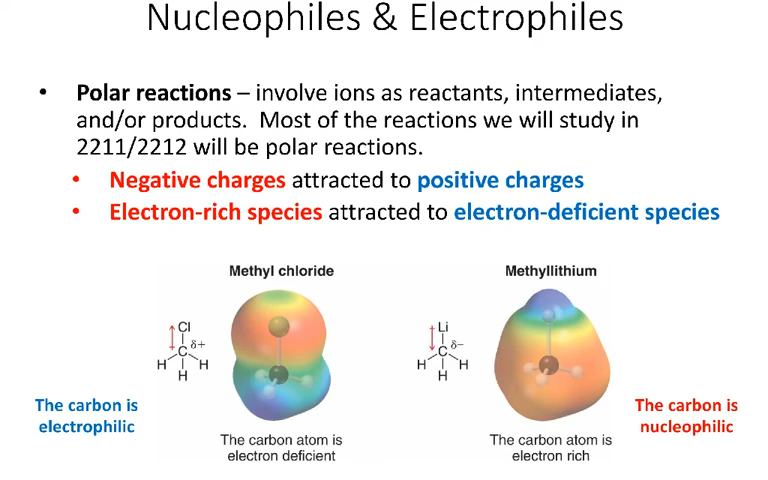 Nucleophiles & Electrophiles
• Polar reactions – involve ions as reactants, intermediates,
and/or products.  Most of the reactions we will study in
2211/2212 will be polar reactions.
• Negative charges attracted to positive charges
• Electron-rich species attracted to electron-deficient species
Methyl chloride
Cl
δ+
C
H H
H
The carbon is
electrophilic
The carbon atom is
electron deficient
Methyllithium
Li
δ−
C
H H
H
The carbon atom is
electron rich
The carbon is
nucleophilic